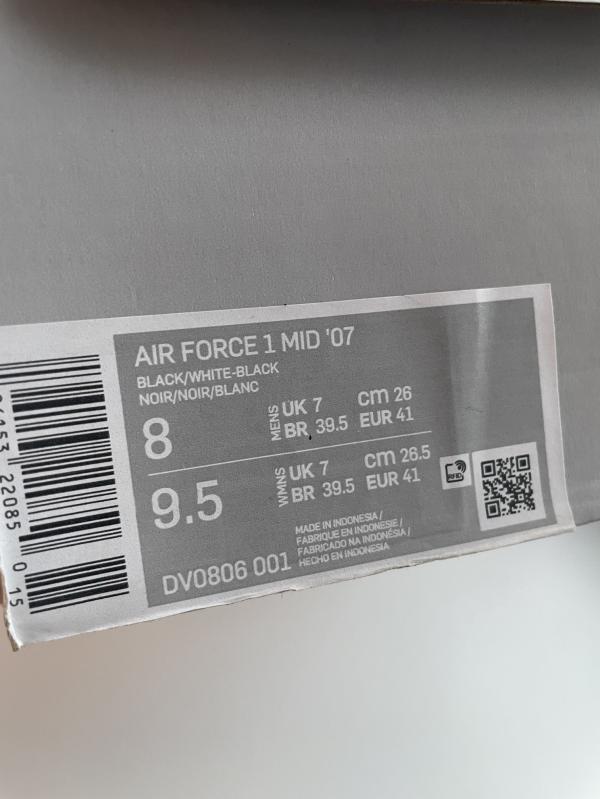 AIR FORCE 1 MID '07
BLACK/WHITE-BLACK
NOIR/NOIR/BLANC
8
MENS
UK 7 cm 26
BR 39.5 EUR 41
9.5
WMNS
UK 7 cm 26.5
BR 39.5 EUR 41
RFID
MADE IN INDONESIA /
FABRIQUE EN INDONESIE /
FABRICADO NA INDONÉSIA /
HECHO EN INDONESIA
DV0806 001
22085 0 15